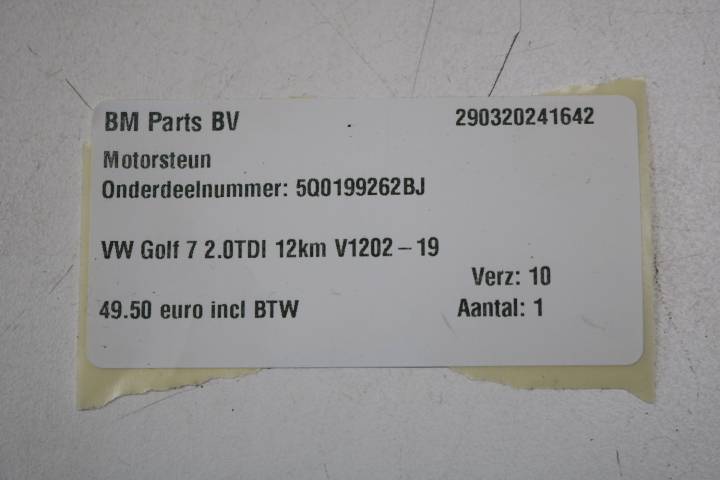 BM Parts BV 290320241642
Motorsteun
Onderdeelnummer: 5Q0199262BJ
VW Golf 7 2.0TDI 12km V1202-19
Verz: 10
49.50 euro incl BTW Aantal: 1